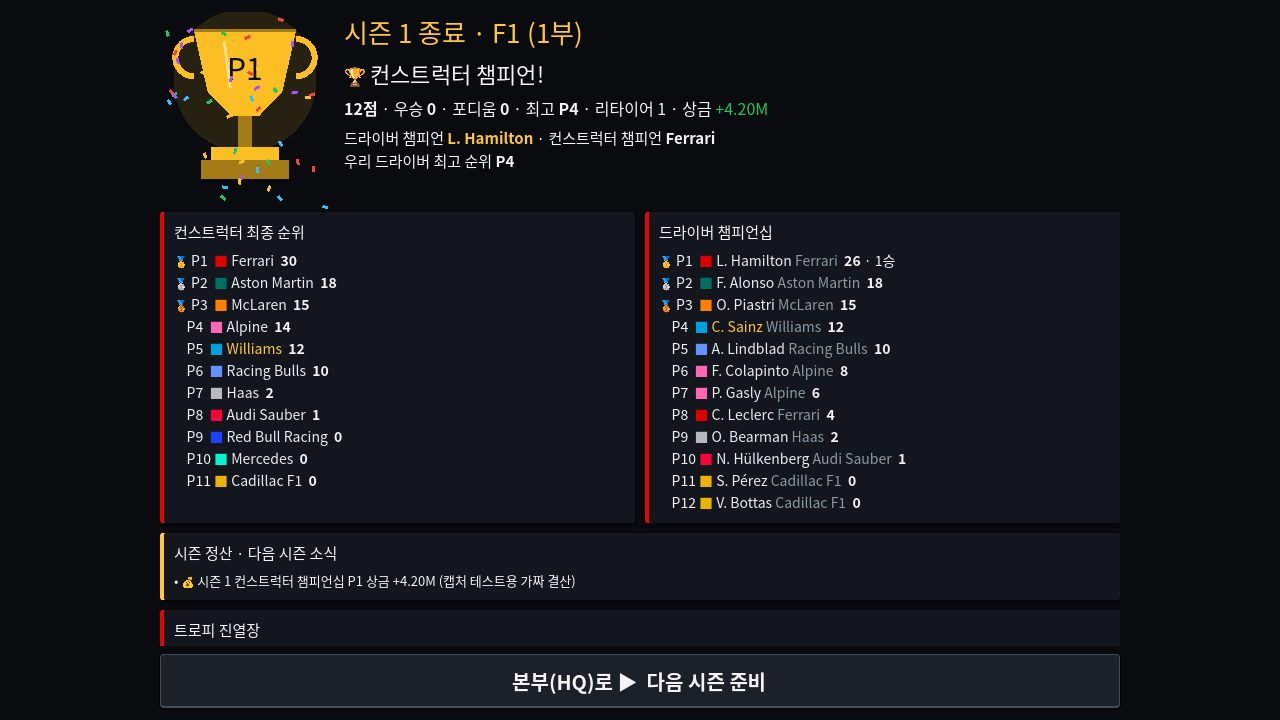 P1
시즌 1 종료 · F1 (1부)
🏆 컨스트럭터 챔피언!
12점 · 우승 0 · 포디움 0 · 최고 P4 · 리타이어 1 · 상금 +4.20M
드라이버 챔피언 L. Hamilton · 컨스트럭터 챔피언 Ferrari
우리 드라이버 최고 순위 P4
컨스트럭터 최종 순위
🥇 P1 Ferrari 30
🥈 P2 Aston Martin 18
🥉 P3 McLaren 15
P4 Alpine 14
P5 Williams 12
P6 Racing Bulls 10
P7 Haas 2
P8 Audi Sauber 1
P9 Red Bull Racing 0
P10 Mercedes 0
P11 Cadillac F1 0
드라이버 챔피언십
🥇 P1 L. Hamilton Ferrari 26 · 1승
🥈 P2 F. Alonso Aston Martin 18
🥉 P3 O. Piastri McLaren 15
P4 C. Sainz Williams 12
P5 A. Lindblad Racing Bulls 10
P6 F. Colapinto Alpine 8
P7 P. Gasly Alpine 6
P8 C. Leclerc Ferrari 4
P9 O. Bearman Haas 2
P10 N. Hülkenberg Audi Sauber 1
P11 S. Pérez Cadillac F1 0
P12 V. Bottas Cadillac F1 0
시즌 정산 · 다음 시즌 소식
• 💰 시즌 1 컨스트럭터 챔피언십 P1 상금 +4.20M (캡처 테스트용 가짜 결산)
트로피 진열장
본부(HQ)로 ▶ 다음 시즌 준비